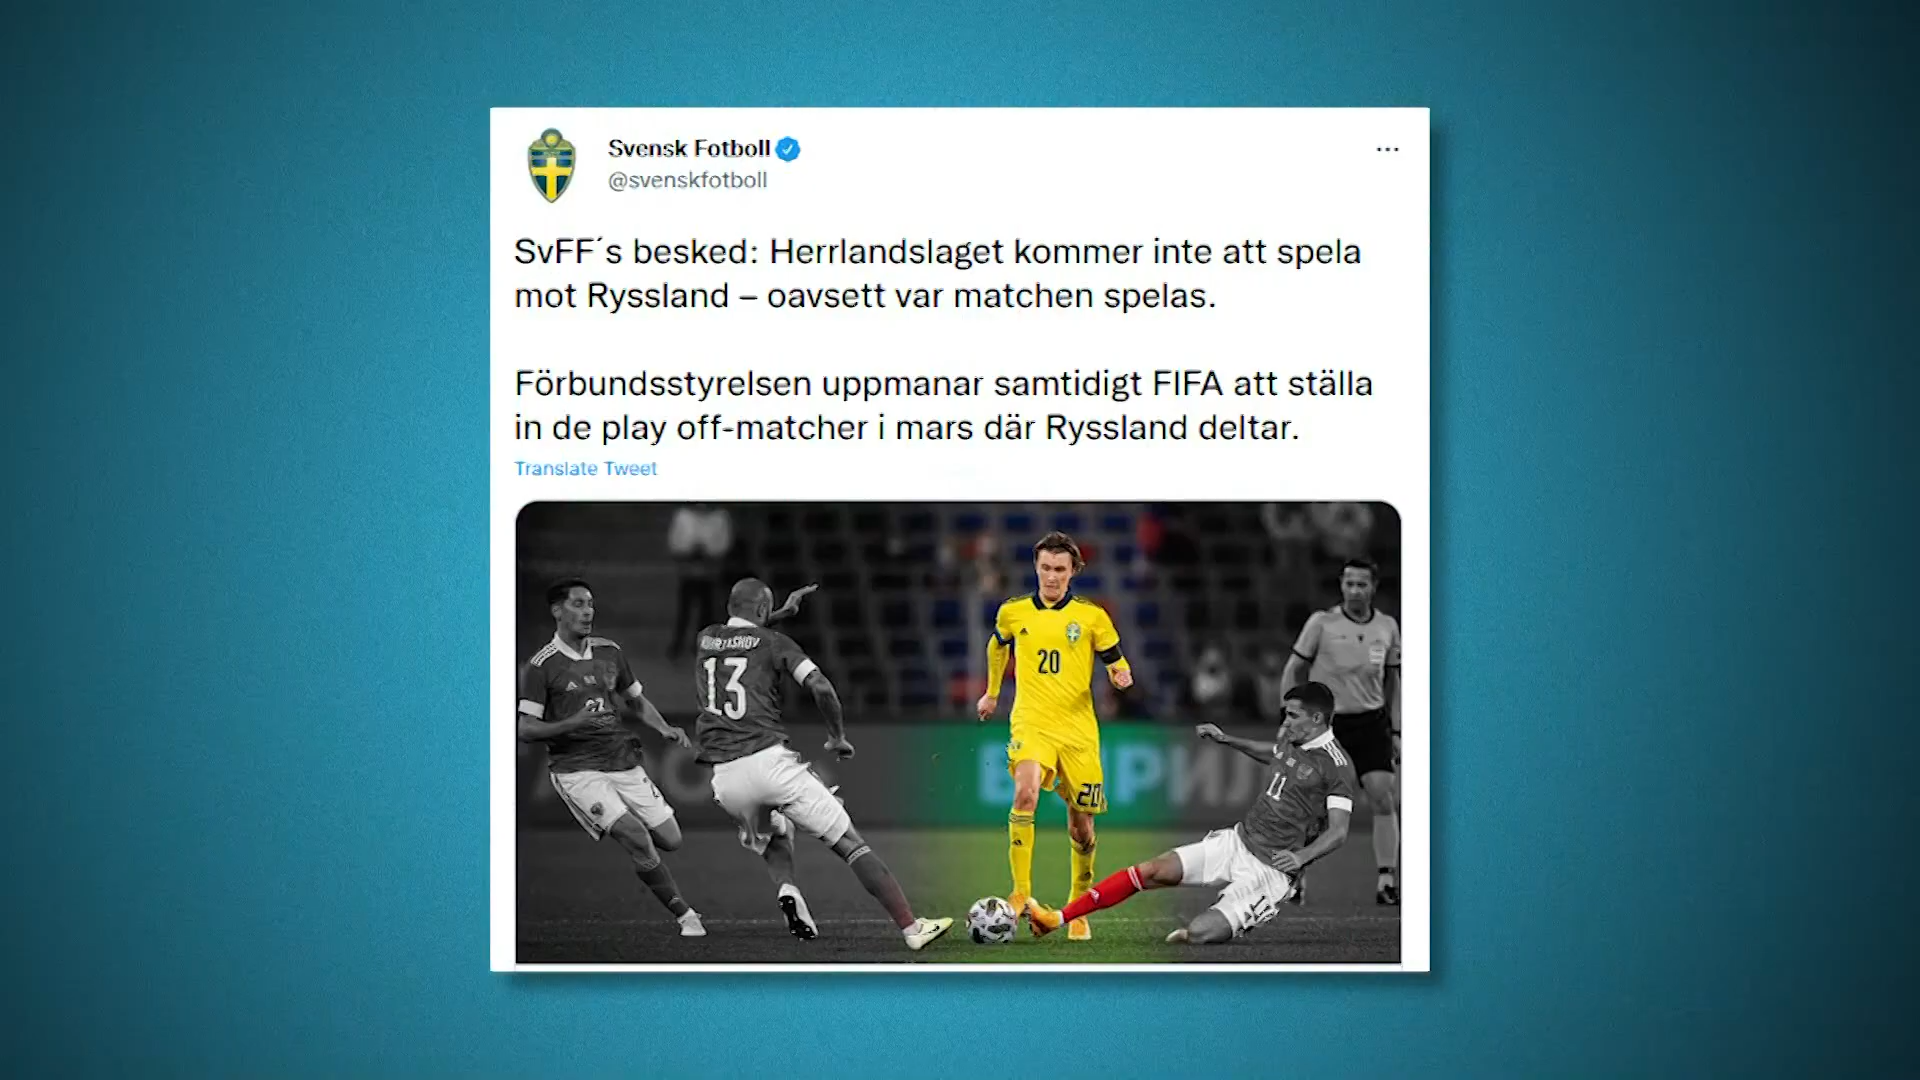 Svensk Fotboll
@svenskfotboll
SvFF´s besked: Herrlandslaget kommer inte att spela
mot Ryssland – oavsett var matchen spelas.
Förbundsstyrelsen uppmanar samtidigt FIFA att ställa
in de play off-matcher i mars där Ryssland deltar.
Translate Tweet
13
20
20
11